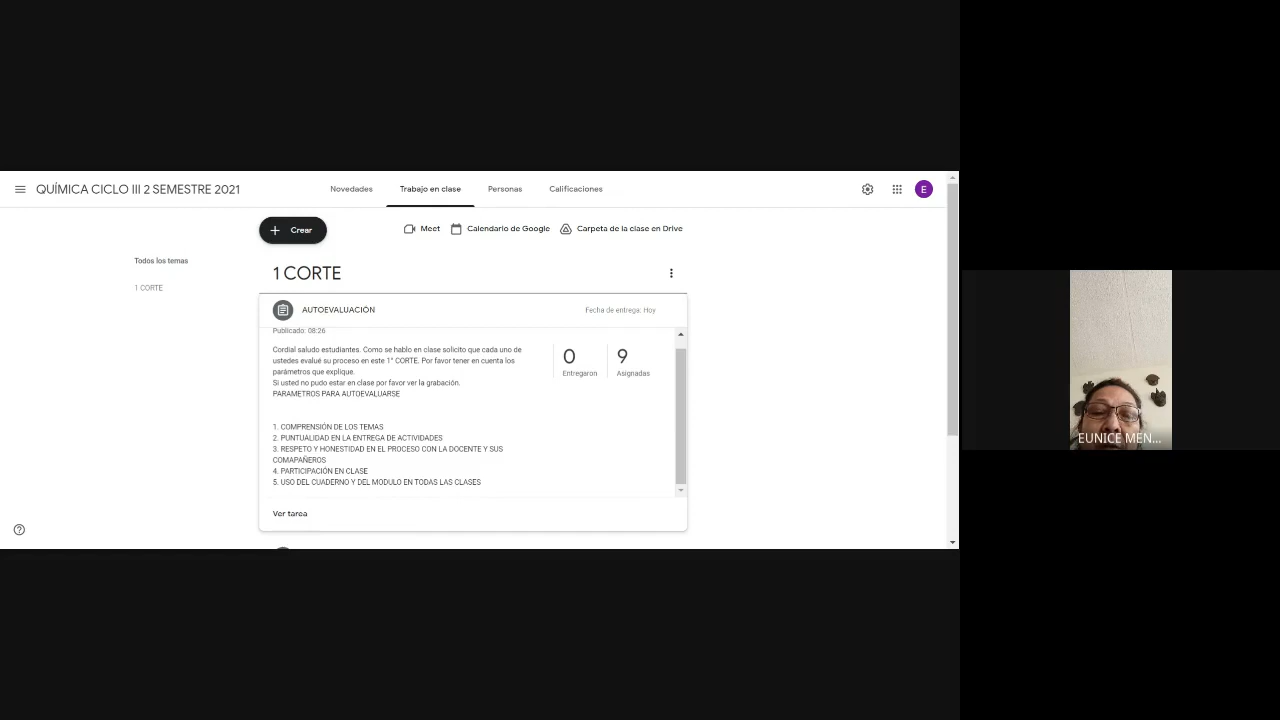 QUÍMICA CICLO III 2 SEMESTRE 2021
Novedades
Trabajo en clase
Personas
Calificaciones
E
Crear
Meet
Calendario de Google
Carpeta de la clase en Drive
Todos los temas
1 CORTE
1 CORTE
AUTOEVALUACIÓN
Fecha de entrega: Hoy
Publicado: 08:26
Cordial saludo estudiantes. Como se hablo en clase solicito que cada uno de
ustedes evalué su proceso en este 1° CORTE. Por favor tener en cuenta los
parámetros que explique.
Si usted no pudo estar en clase por favor ver la grabación.
PARAMETROS PARA AUTOEVALUARSE
0
Entregaron
9
Asignadas
1. COMPRENSIÓN DE LOS TEMAS
2. PUNTUALIDAD EN LA ENTREGA DE ACTIVIDADES
3. RESPETO Y HONESTIDAD EN EL PROCESO CON LA DOCENTE Y SUS
COMAPAÑEROS
4. PARTICIPACIÓN EN CLASE
5. USO DEL CUADERNO Y DEL MODULO EN TODAS LAS CLASES
Ver tarea
EUNICE MEN...